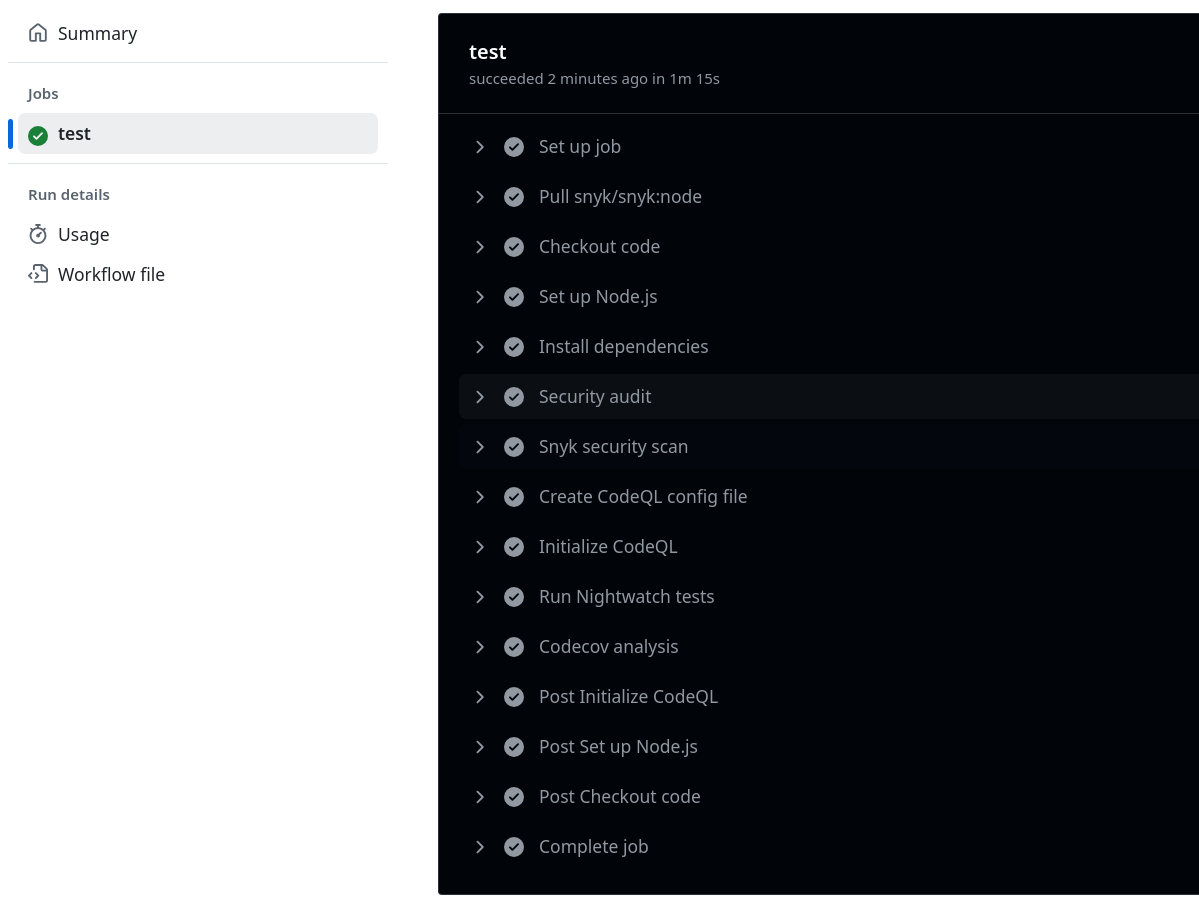 Summary
Jobs
test
Run details
Usage
Workflow file
test
succeeded 2 minutes ago in 1m 15s
Set up job
Pull snyk/snyk:node
Checkout code
Set up Node.js
Install dependencies
Security audit
Snyk security scan
Create CodeQL config file
Initialize CodeQL
Run Nightwatch tests
Codecov analysis
Post Initialize CodeQL
Post Set up Node.js
Post Checkout code
Complete job